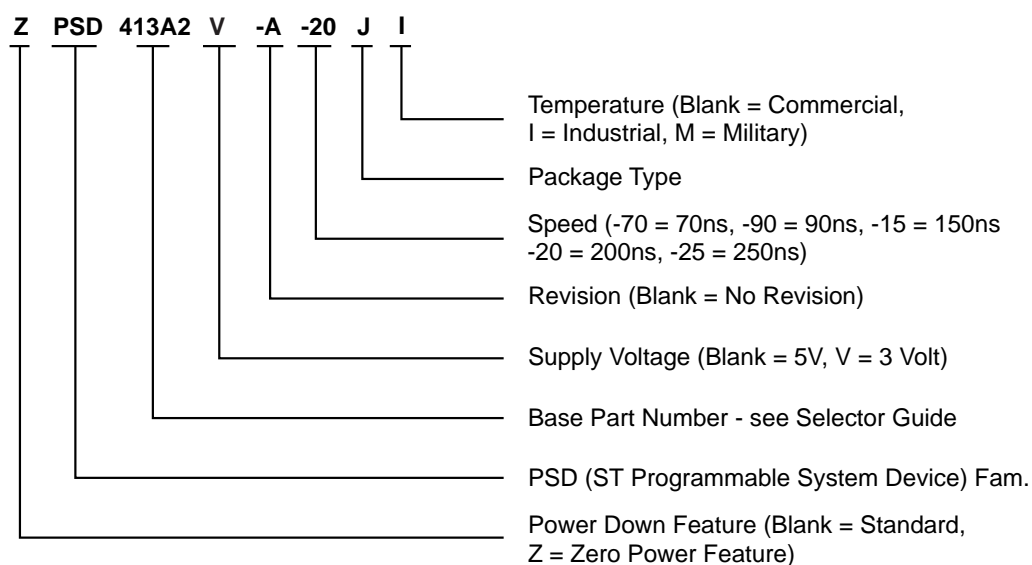 Z PSD 413A2 V -A -20 J I
Temperature (Blank = Commercial,
I = Industrial, M = Military)
Package Type
Speed (-70 = 70ns, -90 = 90ns, -15 = 150ns
-20 = 200ns, -25 = 250ns)
Revision (Blank = No Revision)
Supply Voltage (Blank = 5V, V = 3 Volt)
Base Part Number - see Selector Guide
PSD (ST Programmable System Device) Fam.
Power Down Feature (Blank = Standard,
Z = Zero Power Feature)